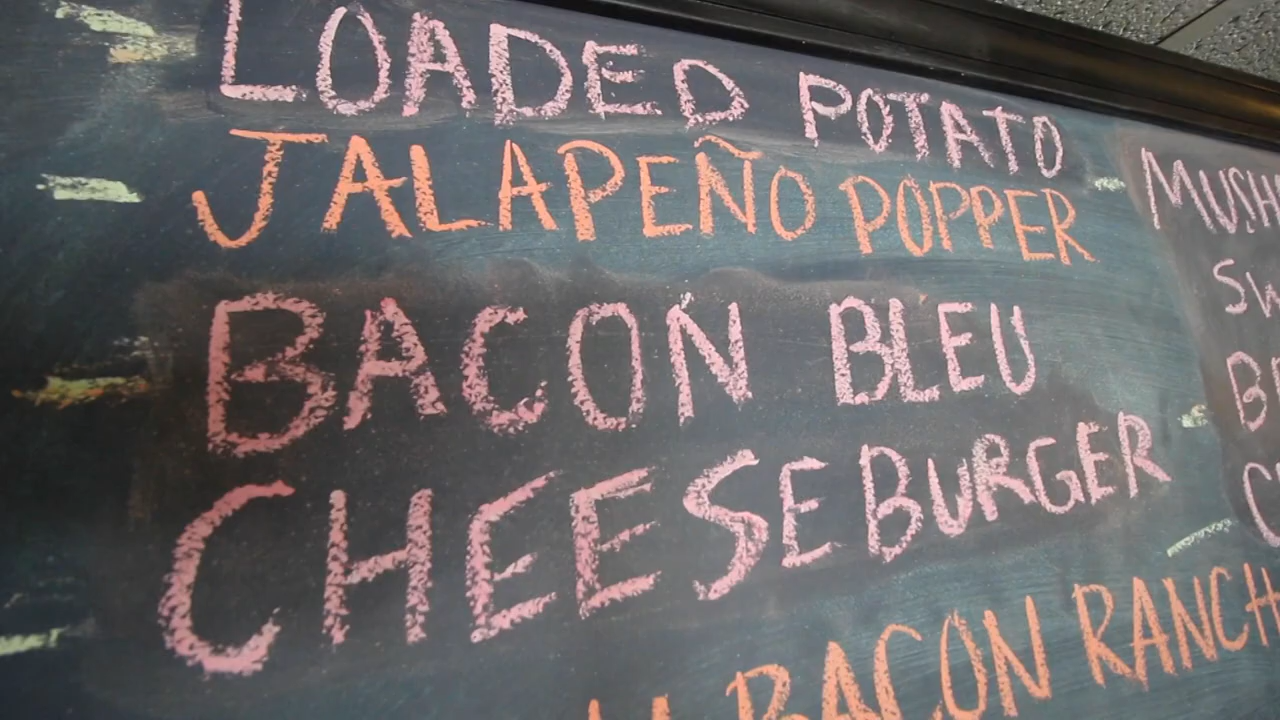 LOADED POTATO
JALAPEÑO POPPER
BACON BLEU
CHEESEBURGER
BACON RANCH